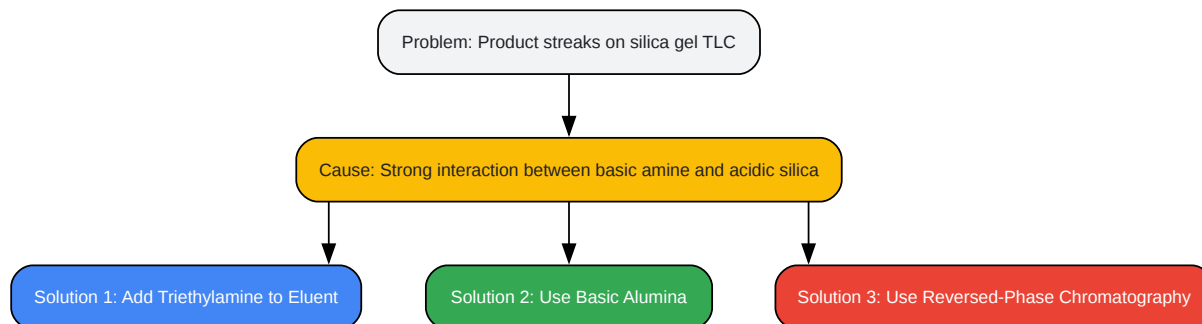 Problem: Product streaks on silica gel TLC
Cause: Strong interaction between basic amine and acidic silica
Solution 1: Add Triethylamine to Eluent
Solution 2: Use Basic Alumina
Solution 3: Use Reversed-Phase Chromatography